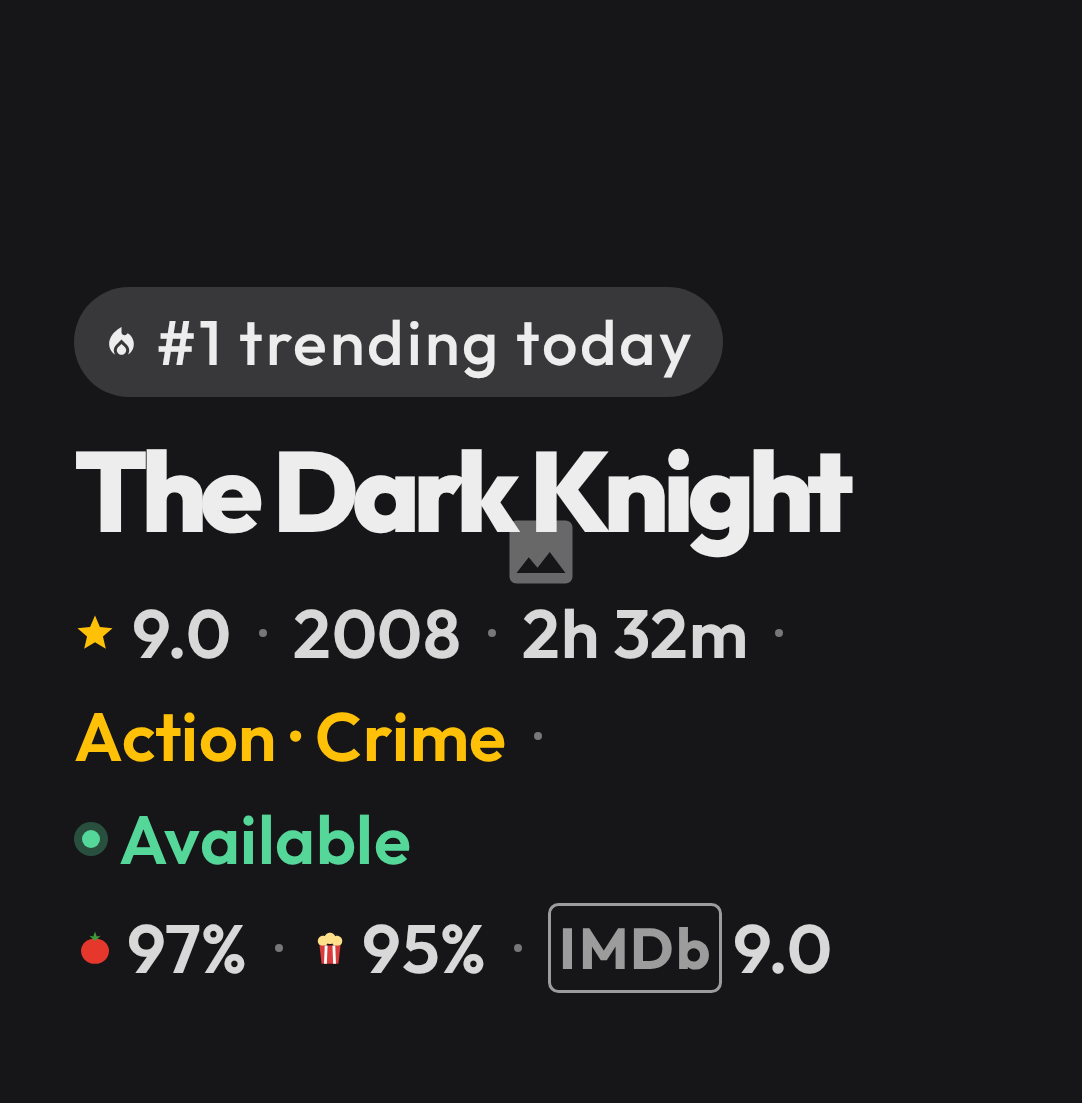 #1 trending today
The Dark Knight
9.0 · 2008 · 2h 32m ·
Action · Crime ·
Available
97% · 95% · IMDb 9.0